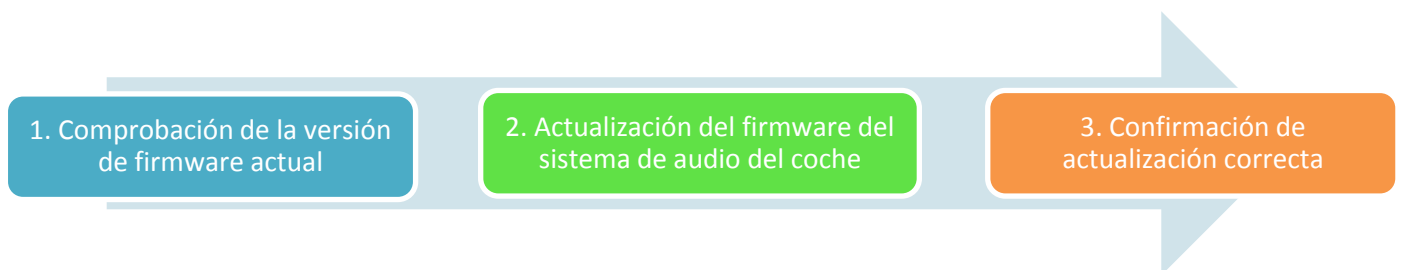 1. Comprobación de la versión
de firmware actual
2. Actualización del firmware del
sistema de audio del coche
3. Confirmación de
actualización correcta